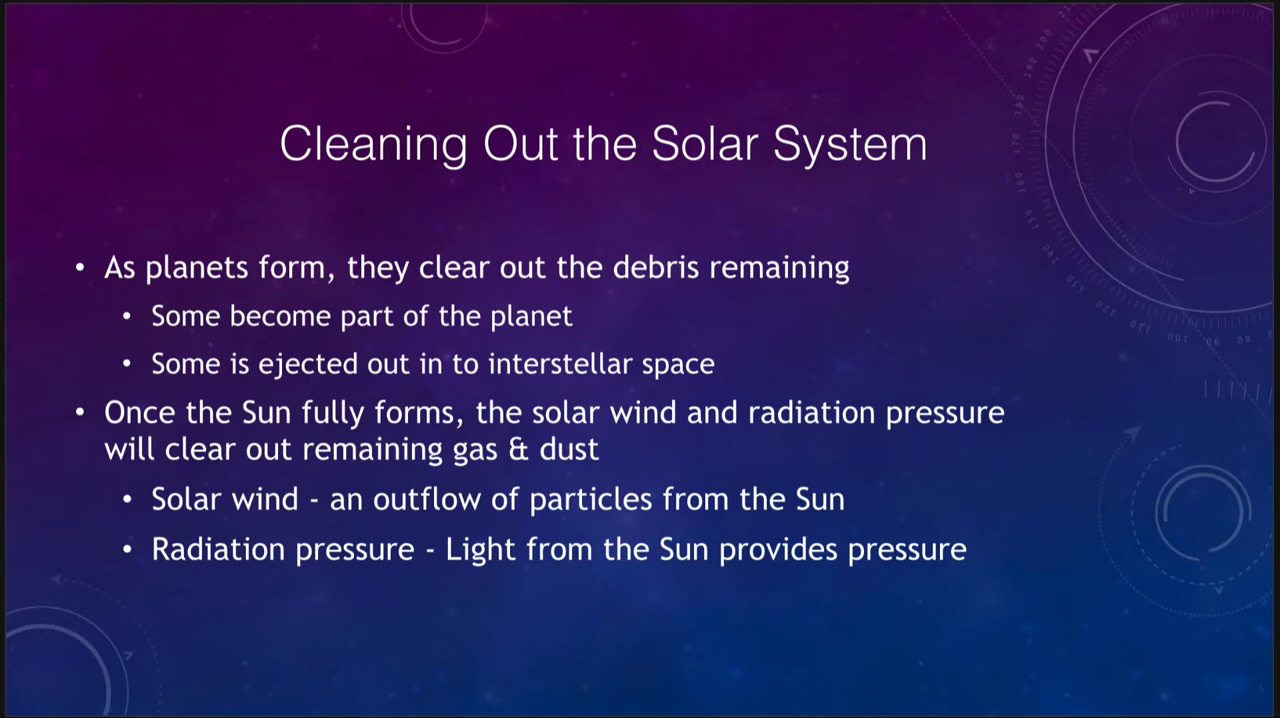 Cleaning Out the Solar System
• As planets form, they clear out the debris remaining
• Some become part of the planet
• Some is ejected out in to interstellar space
• Once the Sun fully forms, the solar wind and radiation pressure
will clear out remaining gas & dust
• Solar wind - an outflow of particles from the Sun
• Radiation pressure - Light from the Sun provides pressure